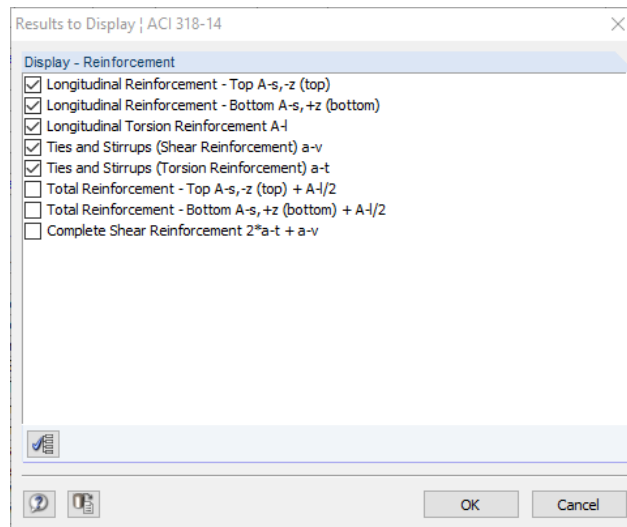 Results to Display ¦ ACI 318-14
Display - Reinforcement
Longitudinal Reinforcement - Top A-s,-z (top)
Longitudinal Reinforcement - Bottom A-s,+z (bottom)
Longitudinal Torsion Reinforcement A-l
Ties and Stirrups (Shear Reinforcement) a-v
Ties and Stirrups (Torsion Reinforcement) a-t
Total Reinforcement - Top A-s,-z (top) + A-l/2
Total Reinforcement - Bottom A-s,+z (bottom) + A-l/2
Complete Shear Reinforcement 2*a-t + a-v
OK Cancel